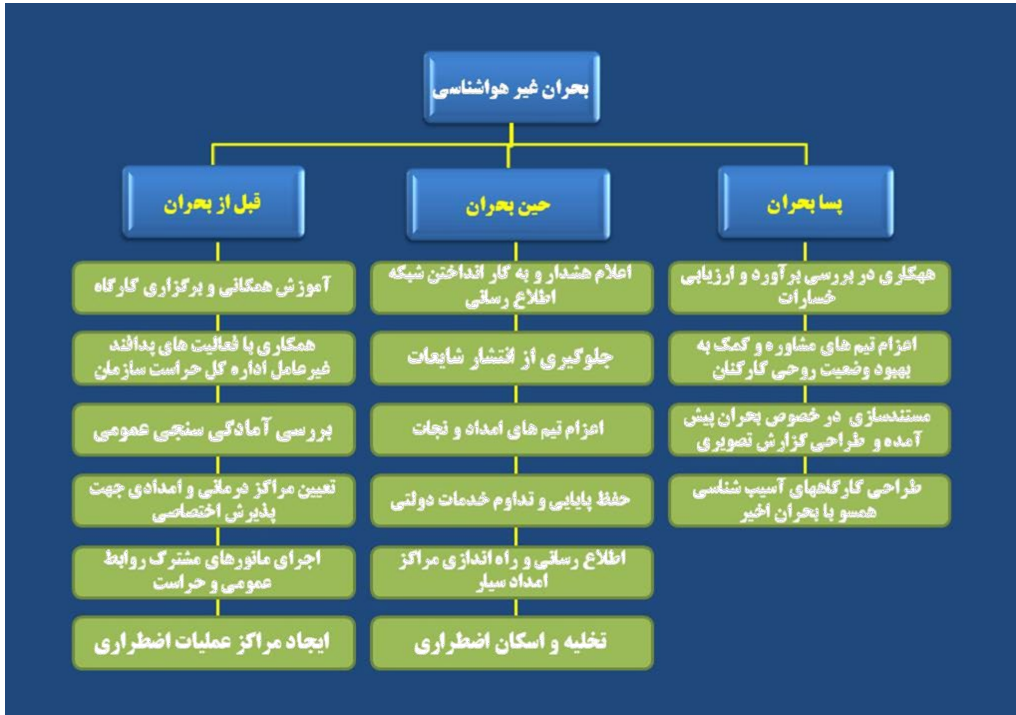 بحران غیر هواشناسی
قبل از بحران
آموزش همگانی و برگزاری کارگاه
همکاری با فعالیت های پدافند
غیرعامل اداره کل حراست سازمان
بررسی آمادگی سنجی عمومی
تعیین مراکز درمانی و امدادی جهت
پذیرش اختصاصی
اجرای مانورهای مشترک روابط
عمومی و حراست
ایجاد مراکز عملیات اضطراری
حین بحران
اعلام هشدار و به کار انداختن شبکه
اطلاع رسانی
جلوگیری از انتشار شایعات
اعزام تیم های امداد و نجات
حفظ پایایی و تداوم خدمات دولتی
اطلاع رسانی و راه اندازی مراکز
امداد سیار
تخلیه و اسکان اضطراری
پسا بحران
همکاری در بررسی برآورد و ارزیابی
خسارات
اعزام تیم های مشاوره و کمک به
بهبود وضعیت روحی کارکنان
مستندسازی در خصوص بحران پیش
آمده و طراحی گزارش تصویری
طراحی کارگاههای آسیب شناسی
همسو با بحران اخیر